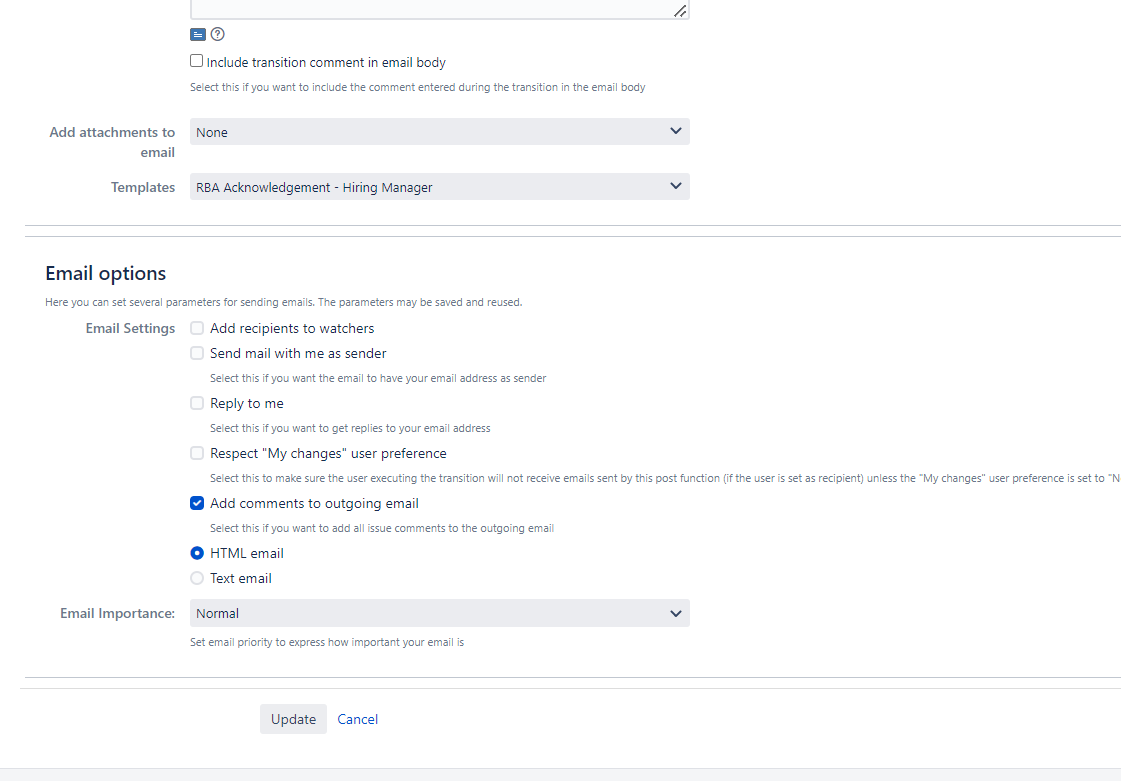 Include transition comment in email body
Select this if you want to include the comment entered during the transition in the email body
Add attachments to
email
None
Templates
RBA Acknowledgement - Hiring Manager
Email options
Here you can set several parameters for sending emails. The parameters may be saved and reused.
Email Settings
Add recipients to watchers
Send mail with me as sender
Select this if you want the email to have your email address as sender
Reply to me
Select this if you want to get replies to your email address
Respect "My changes" user preference
Select this to make sure the user executing the transition will not receive emails sent by this post function (if the user is set as recipient) unless the "My changes" user preference is set to "N
Add comments to outgoing email
Select this if you want to add all issue comments to the outgoing email
HTML email
Text email
Email Importance:
Normal
Set email priority to express how important your email is
Update
Cancel